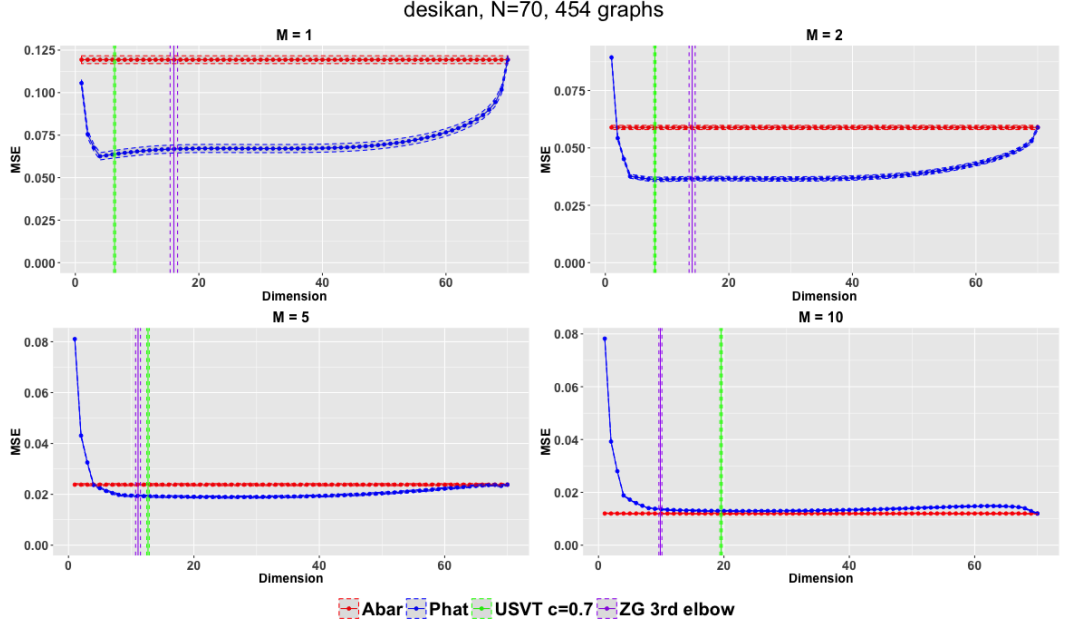 desikan, N=70, 454 graphs
M = 1
0.125
0.100
0.075
0.050
0.025
0.000
MSE
0 20 40 60
Dimension
M = 2
0.075
0.050
0.025
0.000
MSE
0 20 40 60
Dimension
M = 5
0.08
0.06
0.04
0.02
0.00
MSE
0 20 40 60
Dimension
M = 10
0.08
0.06
0.04
0.02
0.00
MSE
0 20 40 60
Dimension
Abar Phat USVT c=0.7 ZG 3rd elbow